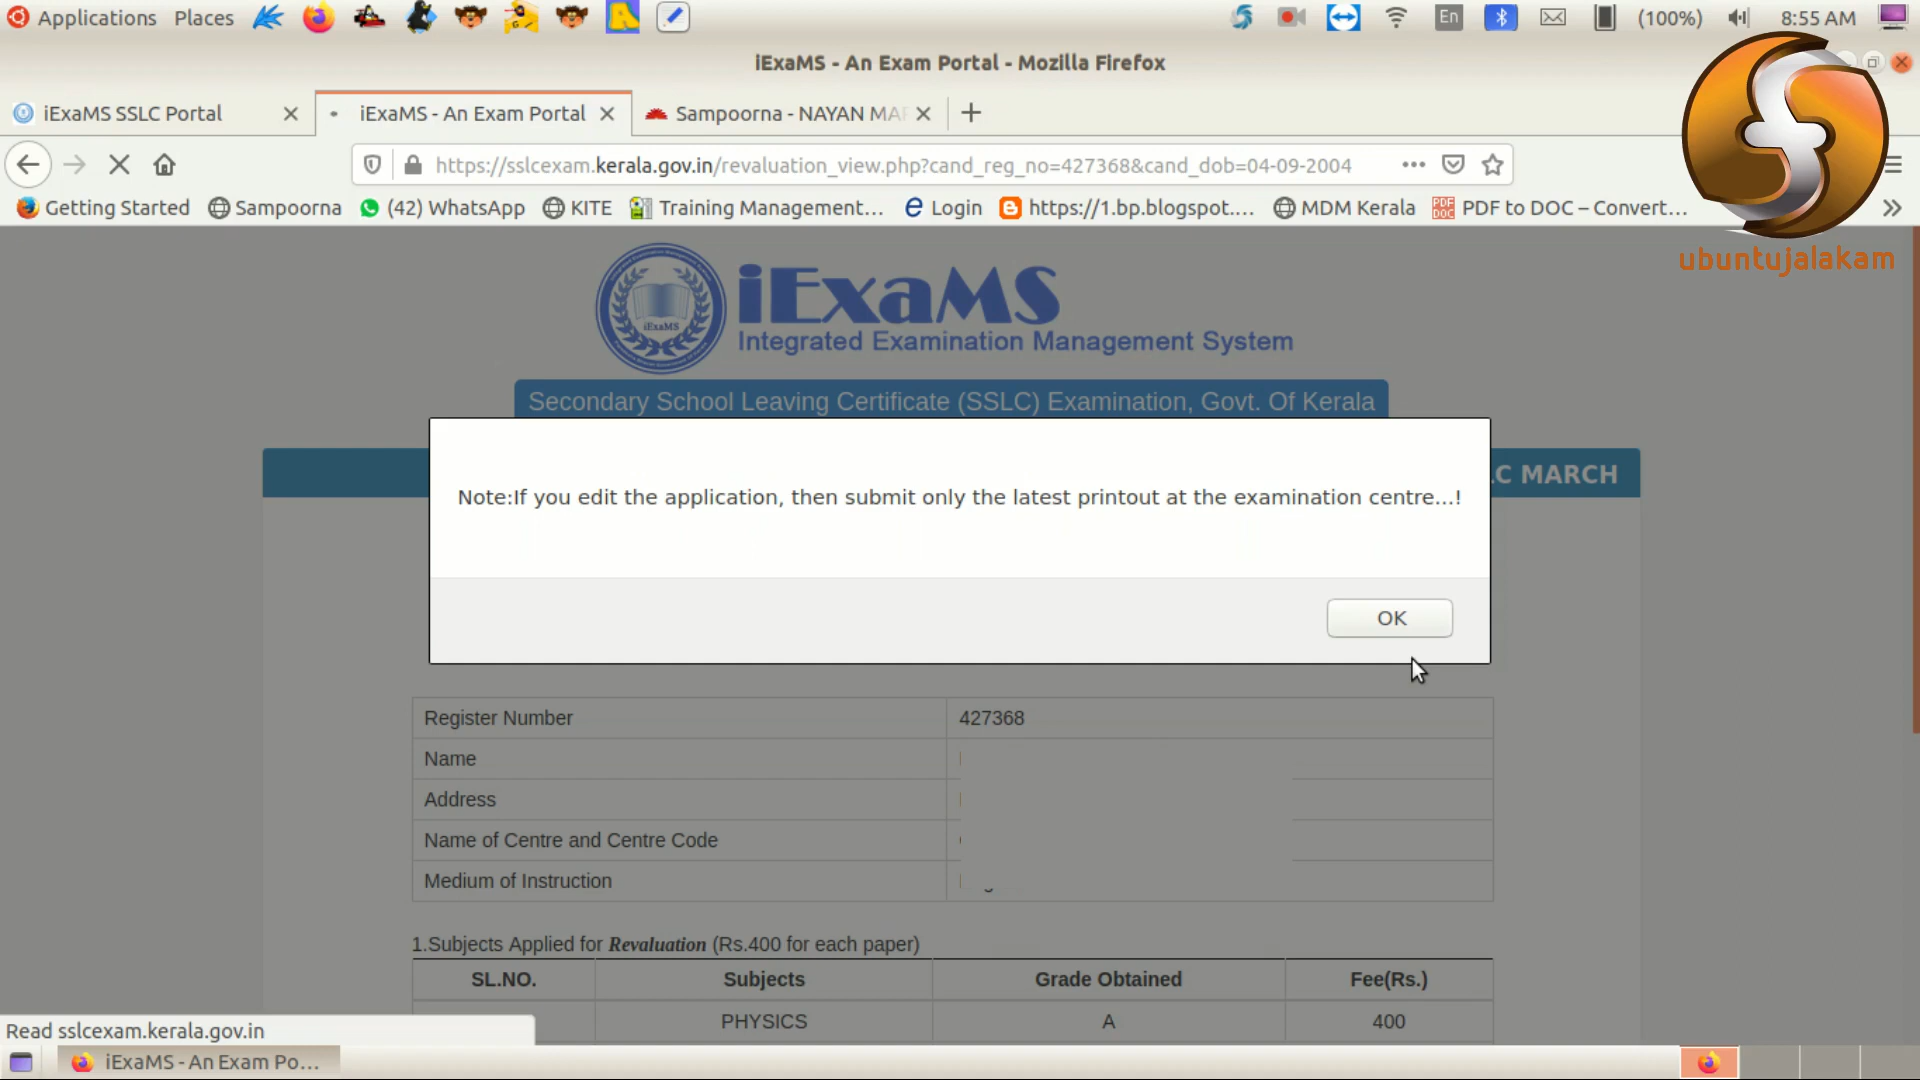 Applications Places En (100%) 8:55 AM
iExaMS - An Exam Portal - Mozilla Firefox
iExaMS SSLC Portal iExaMS - An Exam Portal Sampoorna - NAYAN MAR
https://sslcexam.kerala.gov.in/revaluation_view.php?cand_reg_no=427368&cand_dob=04-09-2004
Getting Started Sampoorna (42) WhatsApp KITE Training Management... Login https://1.bp.blogspot.... MDM Kerala PDF to DOC – Convert...
ubuntujalakam
iExaMS
iExaMS
Integrated Examination Management System
Secondary School Leaving Certificate (SSLC) Examination, Govt. Of Kerala
LC MARCH
Note:If you edit the application, then submit only the latest printout at the examination centre...!
OK
Register Number 427368
Name
Address
Name of Centre and Centre Code
Medium of Instruction
1.Subjects Applied for Revaluation (Rs.400 for each paper)
SL.NO. Subjects Grade Obtained Fee(Rs.)
PHYSICS A 400
Read sslcexam.kerala.gov.in
iExaMS - An Exam Po...